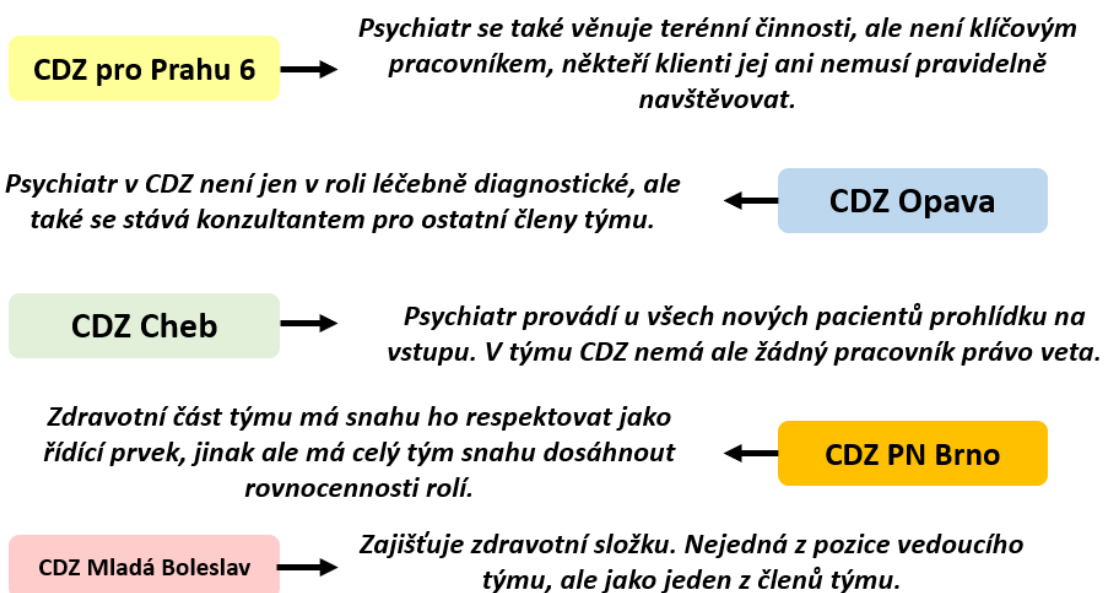 CDZ pro Prahu 6
Psychiatr se také věnuje terénní činnosti, ale není klíčovým
pracovníkem, někteří klienti jej ani nemusí pravidelně
navštěvovat.
Psychiatr v CDZ není jen v roli léčebně diagnostické, ale
také se stává konzultantem pro ostatní členy týmu.
CDZ Opava
CDZ Cheb
Psychiatr provádí u všech nových pacientů prohlídku na
vstupu. V týmu CDZ nemá ale žádný pracovník právo veta.
Zdravotní část týmu má snahu ho respektovat jako
řídící prvek, jinak ale má celý tým snahu dosáhnout
rovnocennosti rolí.
CDZ PN Brno
CDZ Mladá Boleslav
Zajišťuje zdravotní složku. Nejedná z pozice vedoucího
týmu, ale jako jeden z členů týmu.